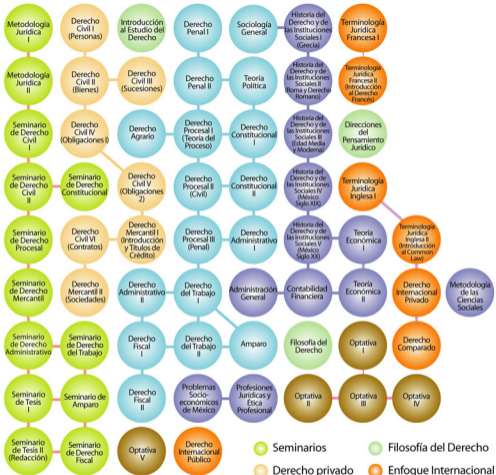 Metodología
Jurídica
I
Derecho
Civil I
(Personas)
Introducción
al Estudio del
Derecho
Derecho
Penal I
Sociología
General
Historia del
Derecho y de
las Instituciones
Sociales I
(Grecia)
Terminología
Jurídica
Francesa I
Metodología
Jurídica
II
Derecho
Civil II
(Bienes)
Derecho
Civil III
(Sucesiones)
Derecho
Penal II
Teoría
Política
Historia del
Derecho y de
las Instituciones
Sociales II
(Roma y Derecho
Romano)
Terminología
Jurídica
Francesa II
(Introducción
al Derecho
Francés)
Seminario
de Derecho
Civil
I
Derecho
Civil IV
(Obligaciones I)
Derecho
Agrario
Derecho
Procesal I
(Teoría del
Proceso)
Derecho
Constitucional
I
Historia del
Derecho y de las
Instituciones
Sociales III
(Edad Media
y Moderna)
Direcciones
del
Pensamiento
Jurídico
Seminario
de Derecho
Civil
II
Seminario
de Derecho
Constitucional
Derecho
Civil V
(Obligaciones
2)
Derecho
Procesal II
(Civil)
Derecho
Constitucional
II
Historia del
Derecho y de las
Instituciones
Sociales IV
(México
Siglo XIX)
Terminología
Jurídica
Inglesa I
Seminario
de Derecho
Procesal
Derecho
Civil VI
(Contratos)
Derecho
Mercantil I
(Introducción
y Títulos de
Crédito)
Derecho
Procesal III
(Penal)
Derecho
Administrativo
I
Historia del
Derecho y de las
Instituciones
Sociales V
(México
Siglo XX)
Teoría
Económica
I
Terminología
Jurídica
Inglesa II
(Introducción
al Common
Law)
Seminario
de Derecho
Mercantil
Derecho
Mercantil II
(Sociedades)
Derecho
Administrativo
II
Derecho
del Trabajo
I
Administración
General
Contabilidad
Financiera
Teoría
Económica
II
Derecho
Internacional
Privado
Metodología
de las
Ciencias
Sociales
Seminario
de Derecho
Administrativo
Seminario
de Derecho
del Trabajo
Derecho
Fiscal
I
Derecho
del Trabajo
II
Amparo
Filosofía del
Derecho
Optativa
I
Derecho
Comparado
Seminario
de Tesis
I
Seminario de
Amparo
Derecho
Fiscal
II
Problemas
Socio-
económicos
de México
Profesiones
Jurídicas y
Ética
Profesional
Optativa
II
Optativa
III
Optativa
IV
Seminario
de Tesis II
(Redacción)
Seminario
de Derecho
Fiscal
Optativa
V
Derecho
Internacional
Público
Seminarios
Filosofía del Derecho
Derecho privado
Enfoque Internacional